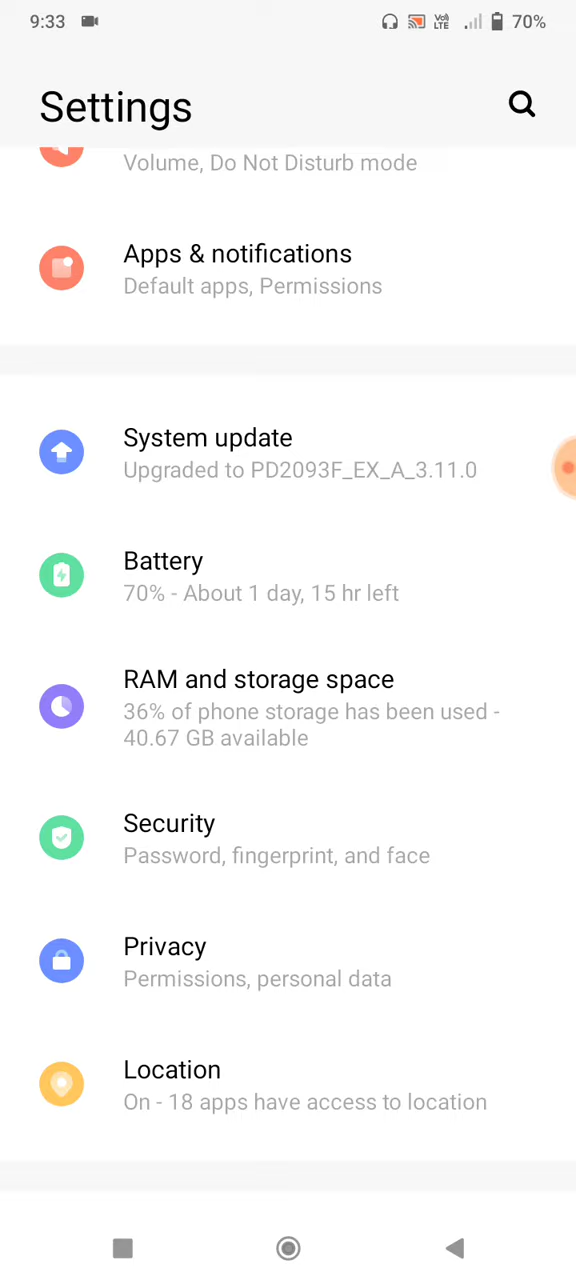 9:33 Vo) LTE 70%
Settings
Volume, Do Not Disturb mode
Apps & notifications
Default apps, Permissions
System update
Upgraded to PD2093F_EX_A_3.11.0
Battery
70% - About 1 day, 15 hr left
RAM and storage space
36% of phone storage has been used -
40.67 GB available
Security
Password, fingerprint, and face
Privacy
Permissions, personal data
Location
On - 18 apps have access to location